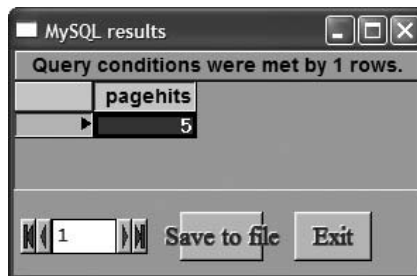 MySQL results
Query conditions were met by 1 rows.
pagehits
5
1
Save to file
Exit